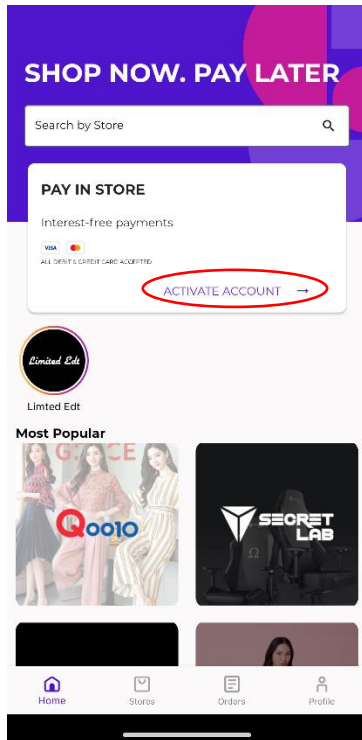 SHOP NOW. PAY LATER
Search by Store
PAY IN STORE
Interest-free payments
VISA
ALL DEBIT & CREDIT CARD ACCEPTED
ACTIVATE ACCOUNT →
Limited Edt
Limted Edt
Most Popular
Qoo10
SECRET
LAB
Home
Stores
Orders
Profile